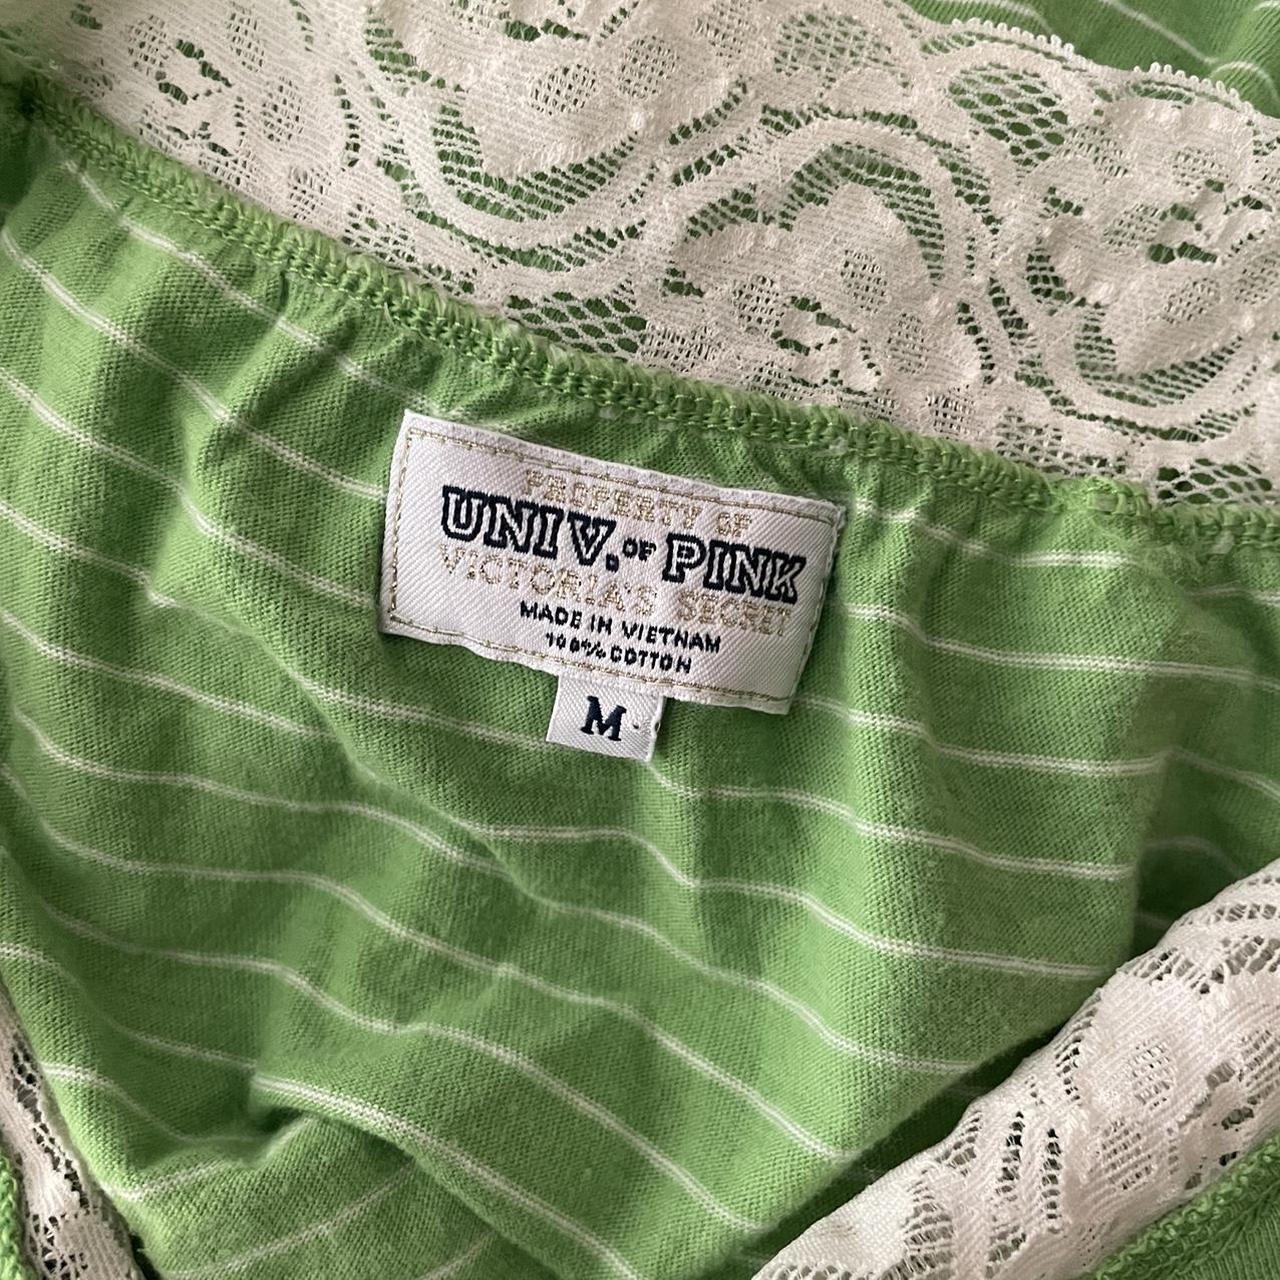 PROPERTY OF
UNIV. OF PINK
VICTORIA'S SECRET
MADE IN VIETNAM
100% COTTON
M